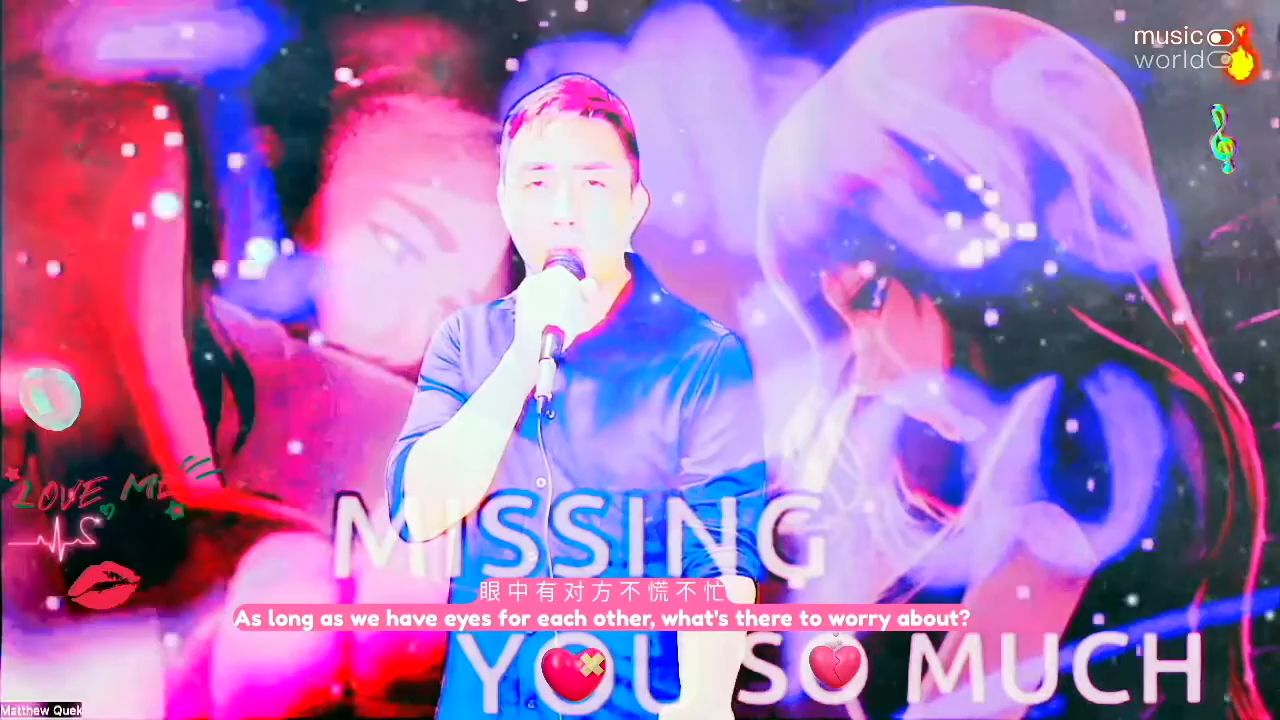 music
world
LOVE ME
MISSING
眼中有对方不慌不忙
As long as we have eyes for each other, what's there to worry about?
YOU SO MUCH
Matthew Quek